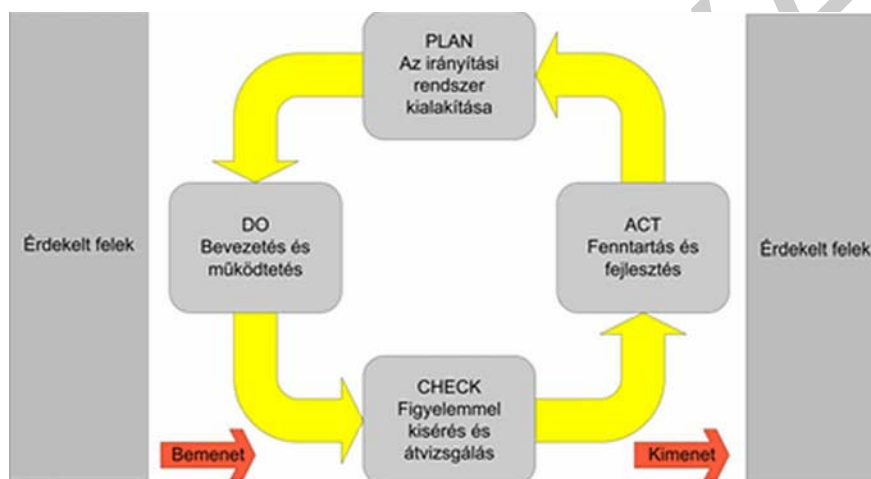 PLAN
Az irányítási
rendszer
kialakítása
Érdekelt felek
DO
Bevezetés és
működtetés
ACT
Fenntartás és
fejlesztés
Érdekelt felek
CHECK
Figyelemmel
kisérés és
átvizsgálás
Bemenet
Kimenet